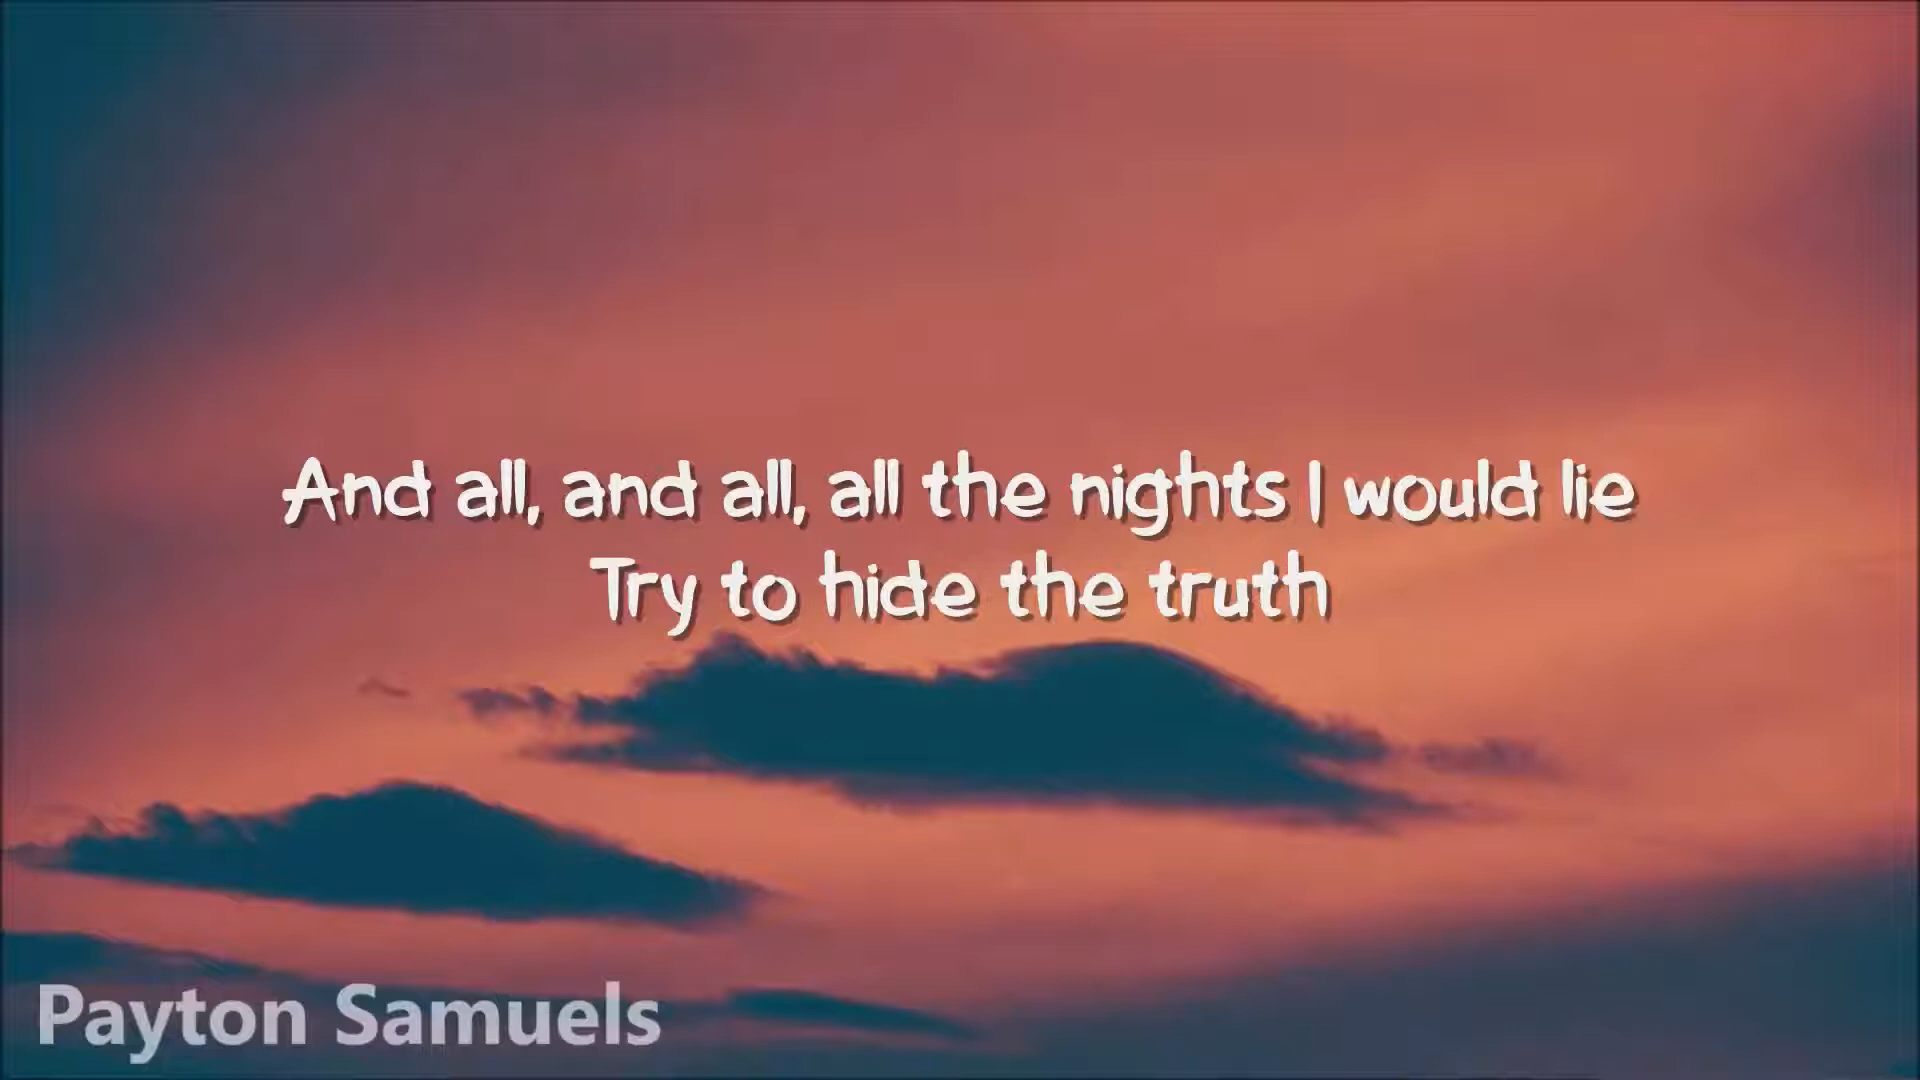 And all, and all, all the nights I would lie
Try to hide the truth
Payton Samuels